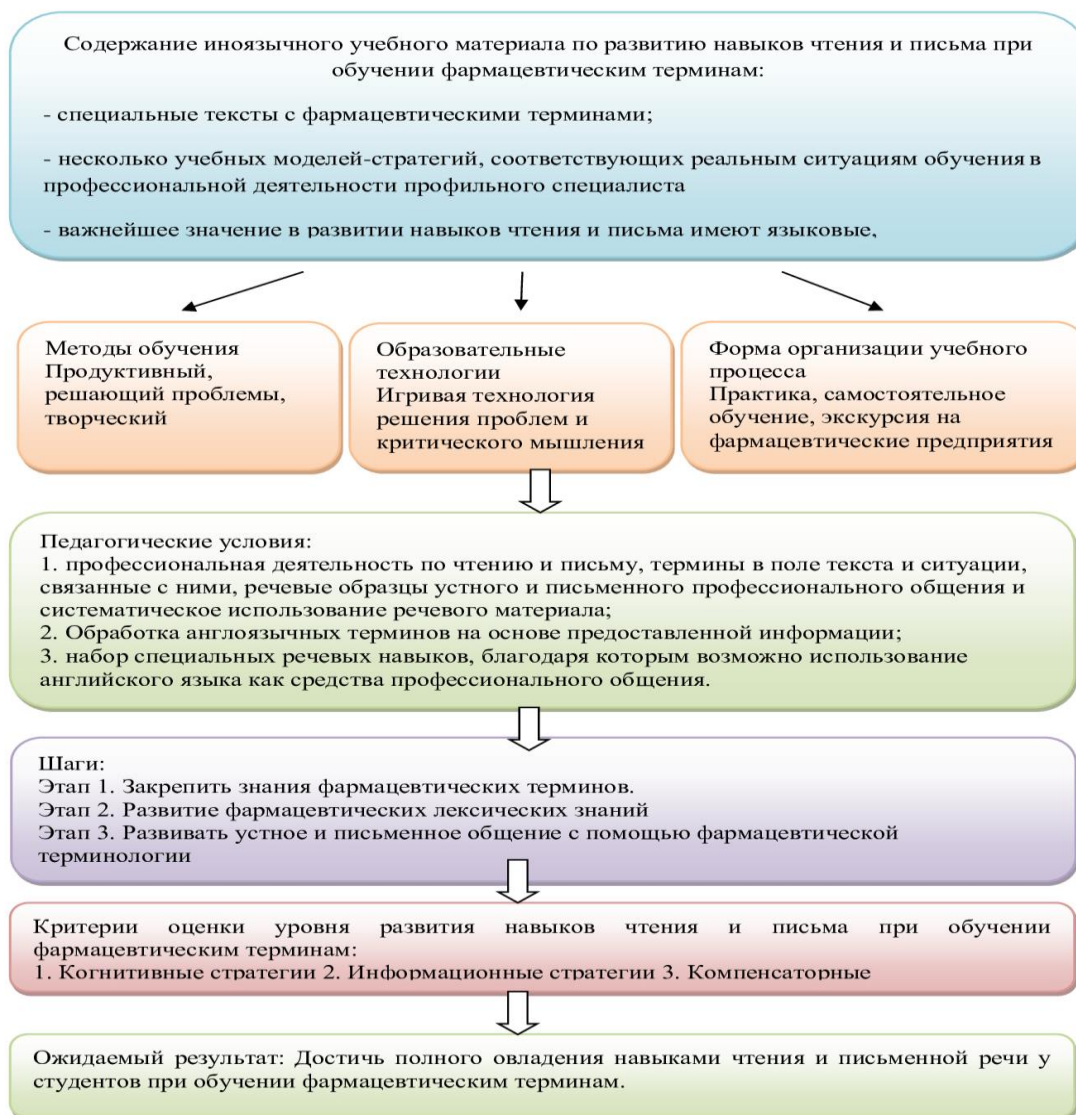 Содержание иноязычного учебного материала по развитию навыков чтения и письма при
обучении фармацевтическим терминам:
- специальные тексты с фармацевтическими терминами;
- несколько учебных моделей-стратегий, соответствующих реальным ситуациям обучения в
профессиональной деятельности профильного специалиста
- важнейшее значение в развитии навыков чтения и письма имеют языковые,
Методы обучения
Продуктивный,
решающий проблемы,
творческий
Образовательные
технологии
Игривая технология
решения проблем и
критического мышления
Форма организации учебного
процесса
Практика, самостоятельное
обучение, экскурсия на
фармацевтические предприятия
Педагогические условия:
1. профессиональная деятельность по чтению и письму, термины в поле текста и ситуации,
связанные с ними, речевые образцы устного и письменного профессионального общения и
систематическое использование речевого материала;
2. Обработка англоязычных терминов на основе предоставленной информации;
3. набор специальных речевых навыков, благодаря которым возможно использование
английского языка как средства профессионального общения.
Шаги:
Этап 1. Закрепить знания фармацевтических терминов.
Этап 2. Развитие фармацевтических лексических знаний
Этап 3. Развивать устное и письменное общение с помощью фармацевтической
терминологии
Критерии оценки уровня развития навыков чтения и письма при обучении
фармацевтическим терминам:
1. Когнитивные стратегии 2. Информационные стратегии 3. Компенсаторные
Ожидаемый результат: Достичь полного овладения навыками чтения и письменной речи у
студентов при обучении фармацевтическим терминам.